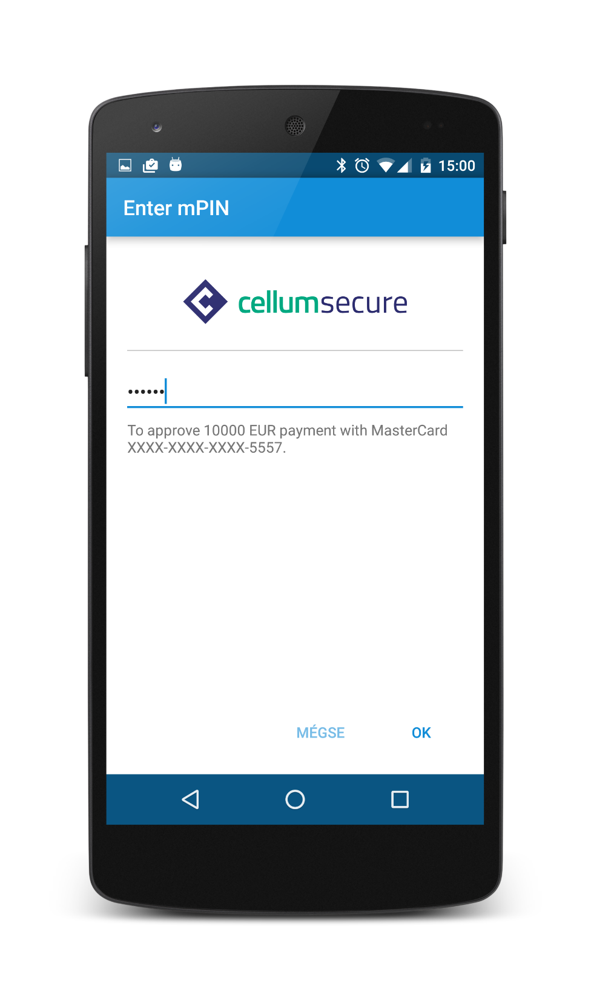 15:00
Enter mPIN
cellumsecure
••••••
To approve 10000 EUR payment with MasterCard
XXXX-XXXX-XXXX-5557.
MÉGSE OK